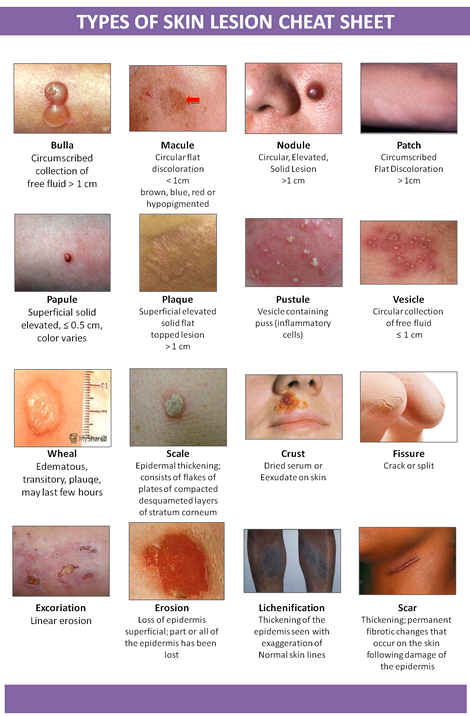 TYPES OF SKIN LESION CHEAT SHEET
Bulla
Circumscribed
collection of
free fluid > 1 cm
Macule
Circular flat
discoloration
< 1cm
brown, blue, red or
hypopigmented
Nodule
Circular, Elevated,
Solid Lesion
>1 cm
Patch
Circumscribed
Flat Discoloration
> 1cm
Papule
Superficial solid
elevated, ≤ 0.5 cm,
color varies
Plaque
Superficial elevated
solid flat
topped lesion
> 1 cm
Pustule
Vesicle containing
puss (inflammatory
cells)
Vesicle
Circular collection
of free fluid
≤ 1 cm
Wheal
Edematous,
transitory, plauqe,
may last few hours
Scale
Epidermal thickening;
consists of flakes of
plates of compacted
desquameted layers
of stratum corneum
Crust
Dried serum or
Eexudate on skin
Fissure
Crack or split
Excoriation
Linear erosion
Erosion
Loss of epidermis
superficial; part or all of
the epidermis has been
lost
Lichenification
Thickening of the
epidemis seen with
exaggeration of
Normal skin lines
Scar
Thickening; permanent
fibrotic changes that
occur on the skin
following damage of
the epidermis